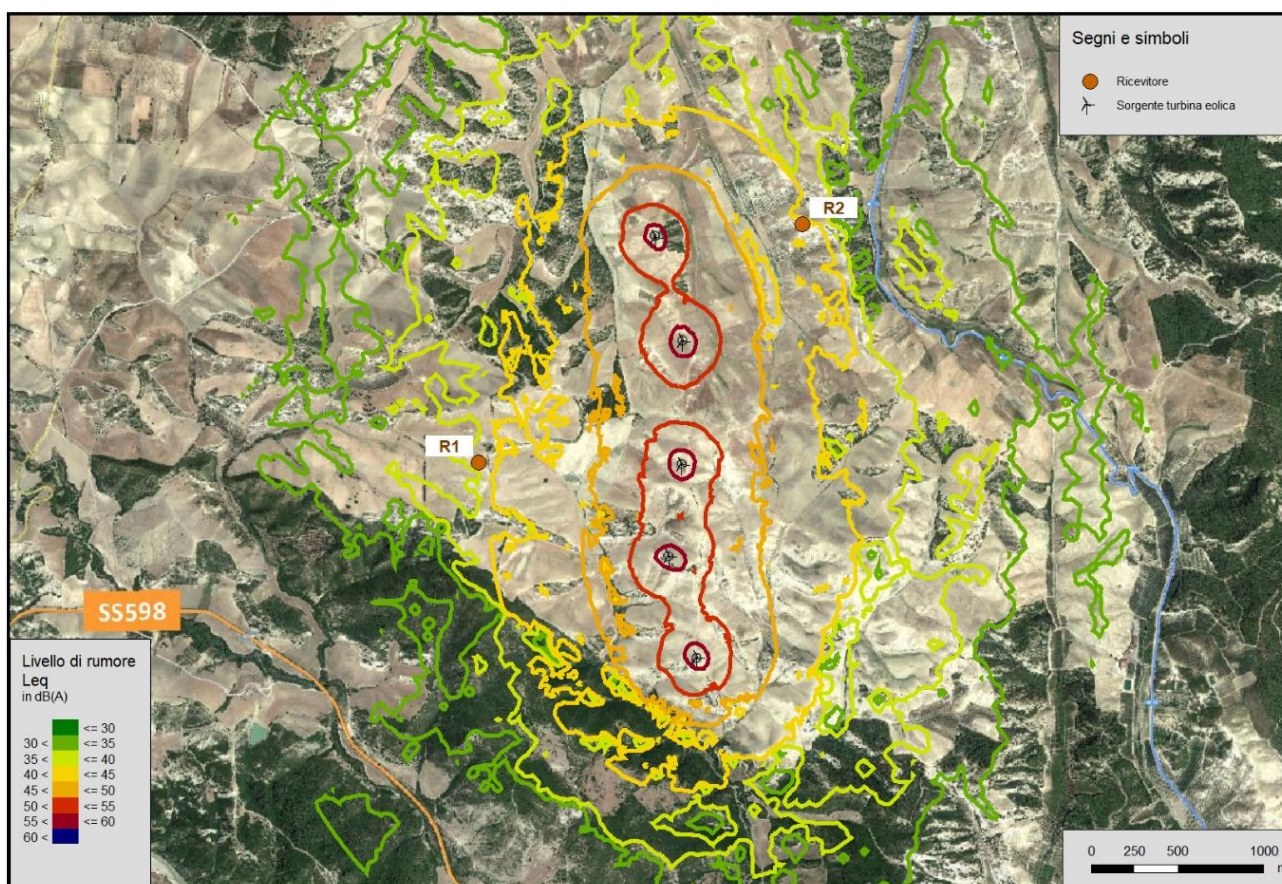 Segni e simboli
Ricevitore
Sorgente turbina eolica
R2
R1
SS598
Livello di rumore
Leq
in dB(A)
<= 30
30 < <= 35
35 < <= 40
40 < <= 45
45 < <= 50
50 < <= 55
55 < <= 60
60 <
0 250 500 1000